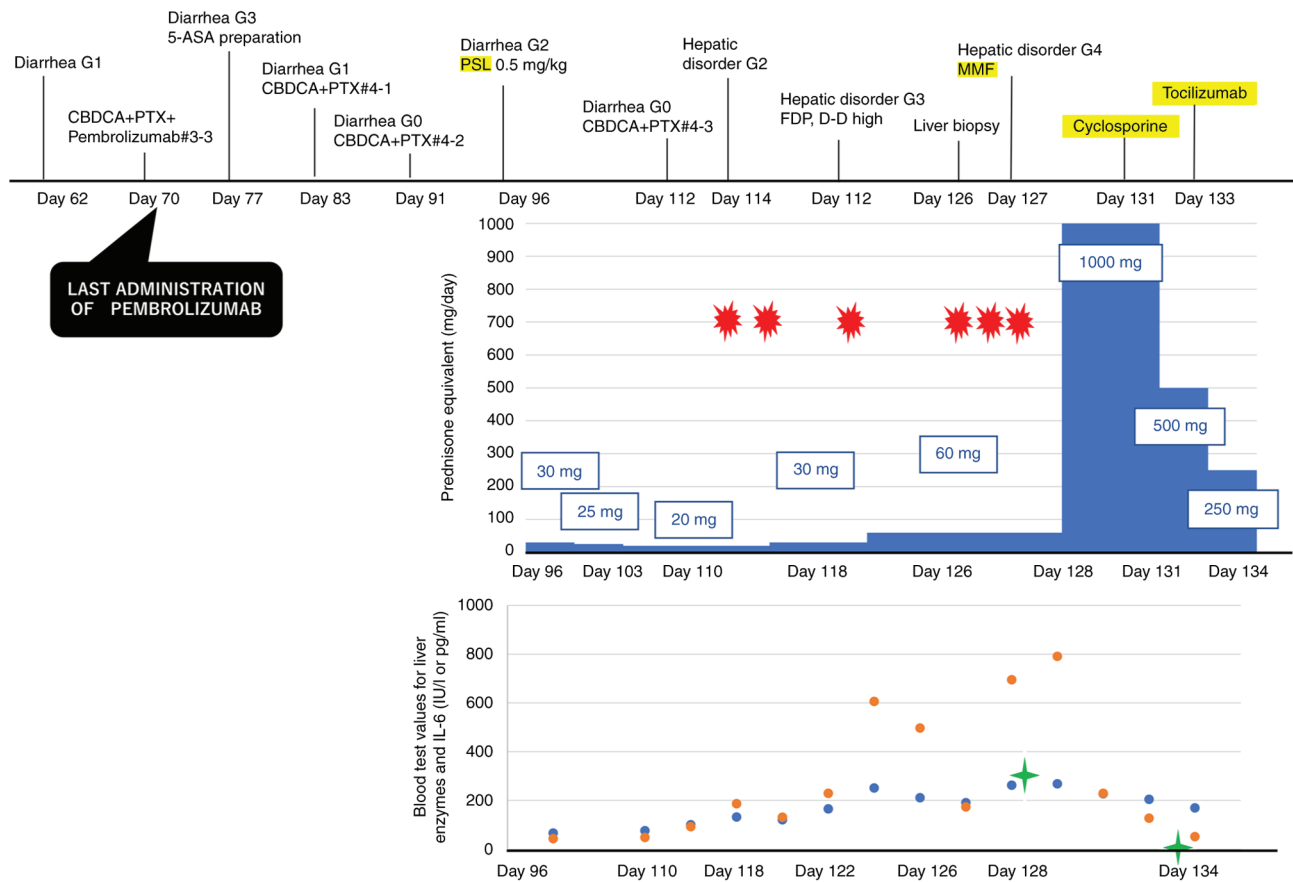 Diarrhea G1
CBDCA+PTX+
Pembrolizumab#3-3
Diarrhea G3
5-ASA preparation
Diarrhea G1
CBDCA+PTX#4-1
Diarrhea G0
CBDCA+PTX#4-2
Diarrhea G2
PSL 0.5 mg/kg
Diarrhea G0
CBDCA+PTX#4-3
Hepatic
disorder G2
Hepatic disorder G3
FDP, D-D high
Liver biopsy
Hepatic disorder G4
MMF
Cyclosporine
Tocilizumab
Day 62
Day 70
Day 77
Day 83
Day 91
Day 96
Day 112
Day 114
Day 112
Day 126
Day 127
Day 131
Day 133
LAST ADMINISTRATION
OF PEMBROLIZUMAB
Prednisone equivalent (mg/day)
1000
900
800
700
600
500
400
300
200
100
0
30 mg
25 mg
20 mg
30 mg
60 mg
1000 mg
500 mg
250 mg
Day 96
Day 103
Day 110
Day 118
Day 126
Day 128
Day 131
Day 134
Blood test values for liver
enzymes and IL-6 (IU/l or pg/ml)
1000
800
600
400
200
0
Day 96
Day 110
Day 118
Day 122
Day 126
Day 128
Day 134